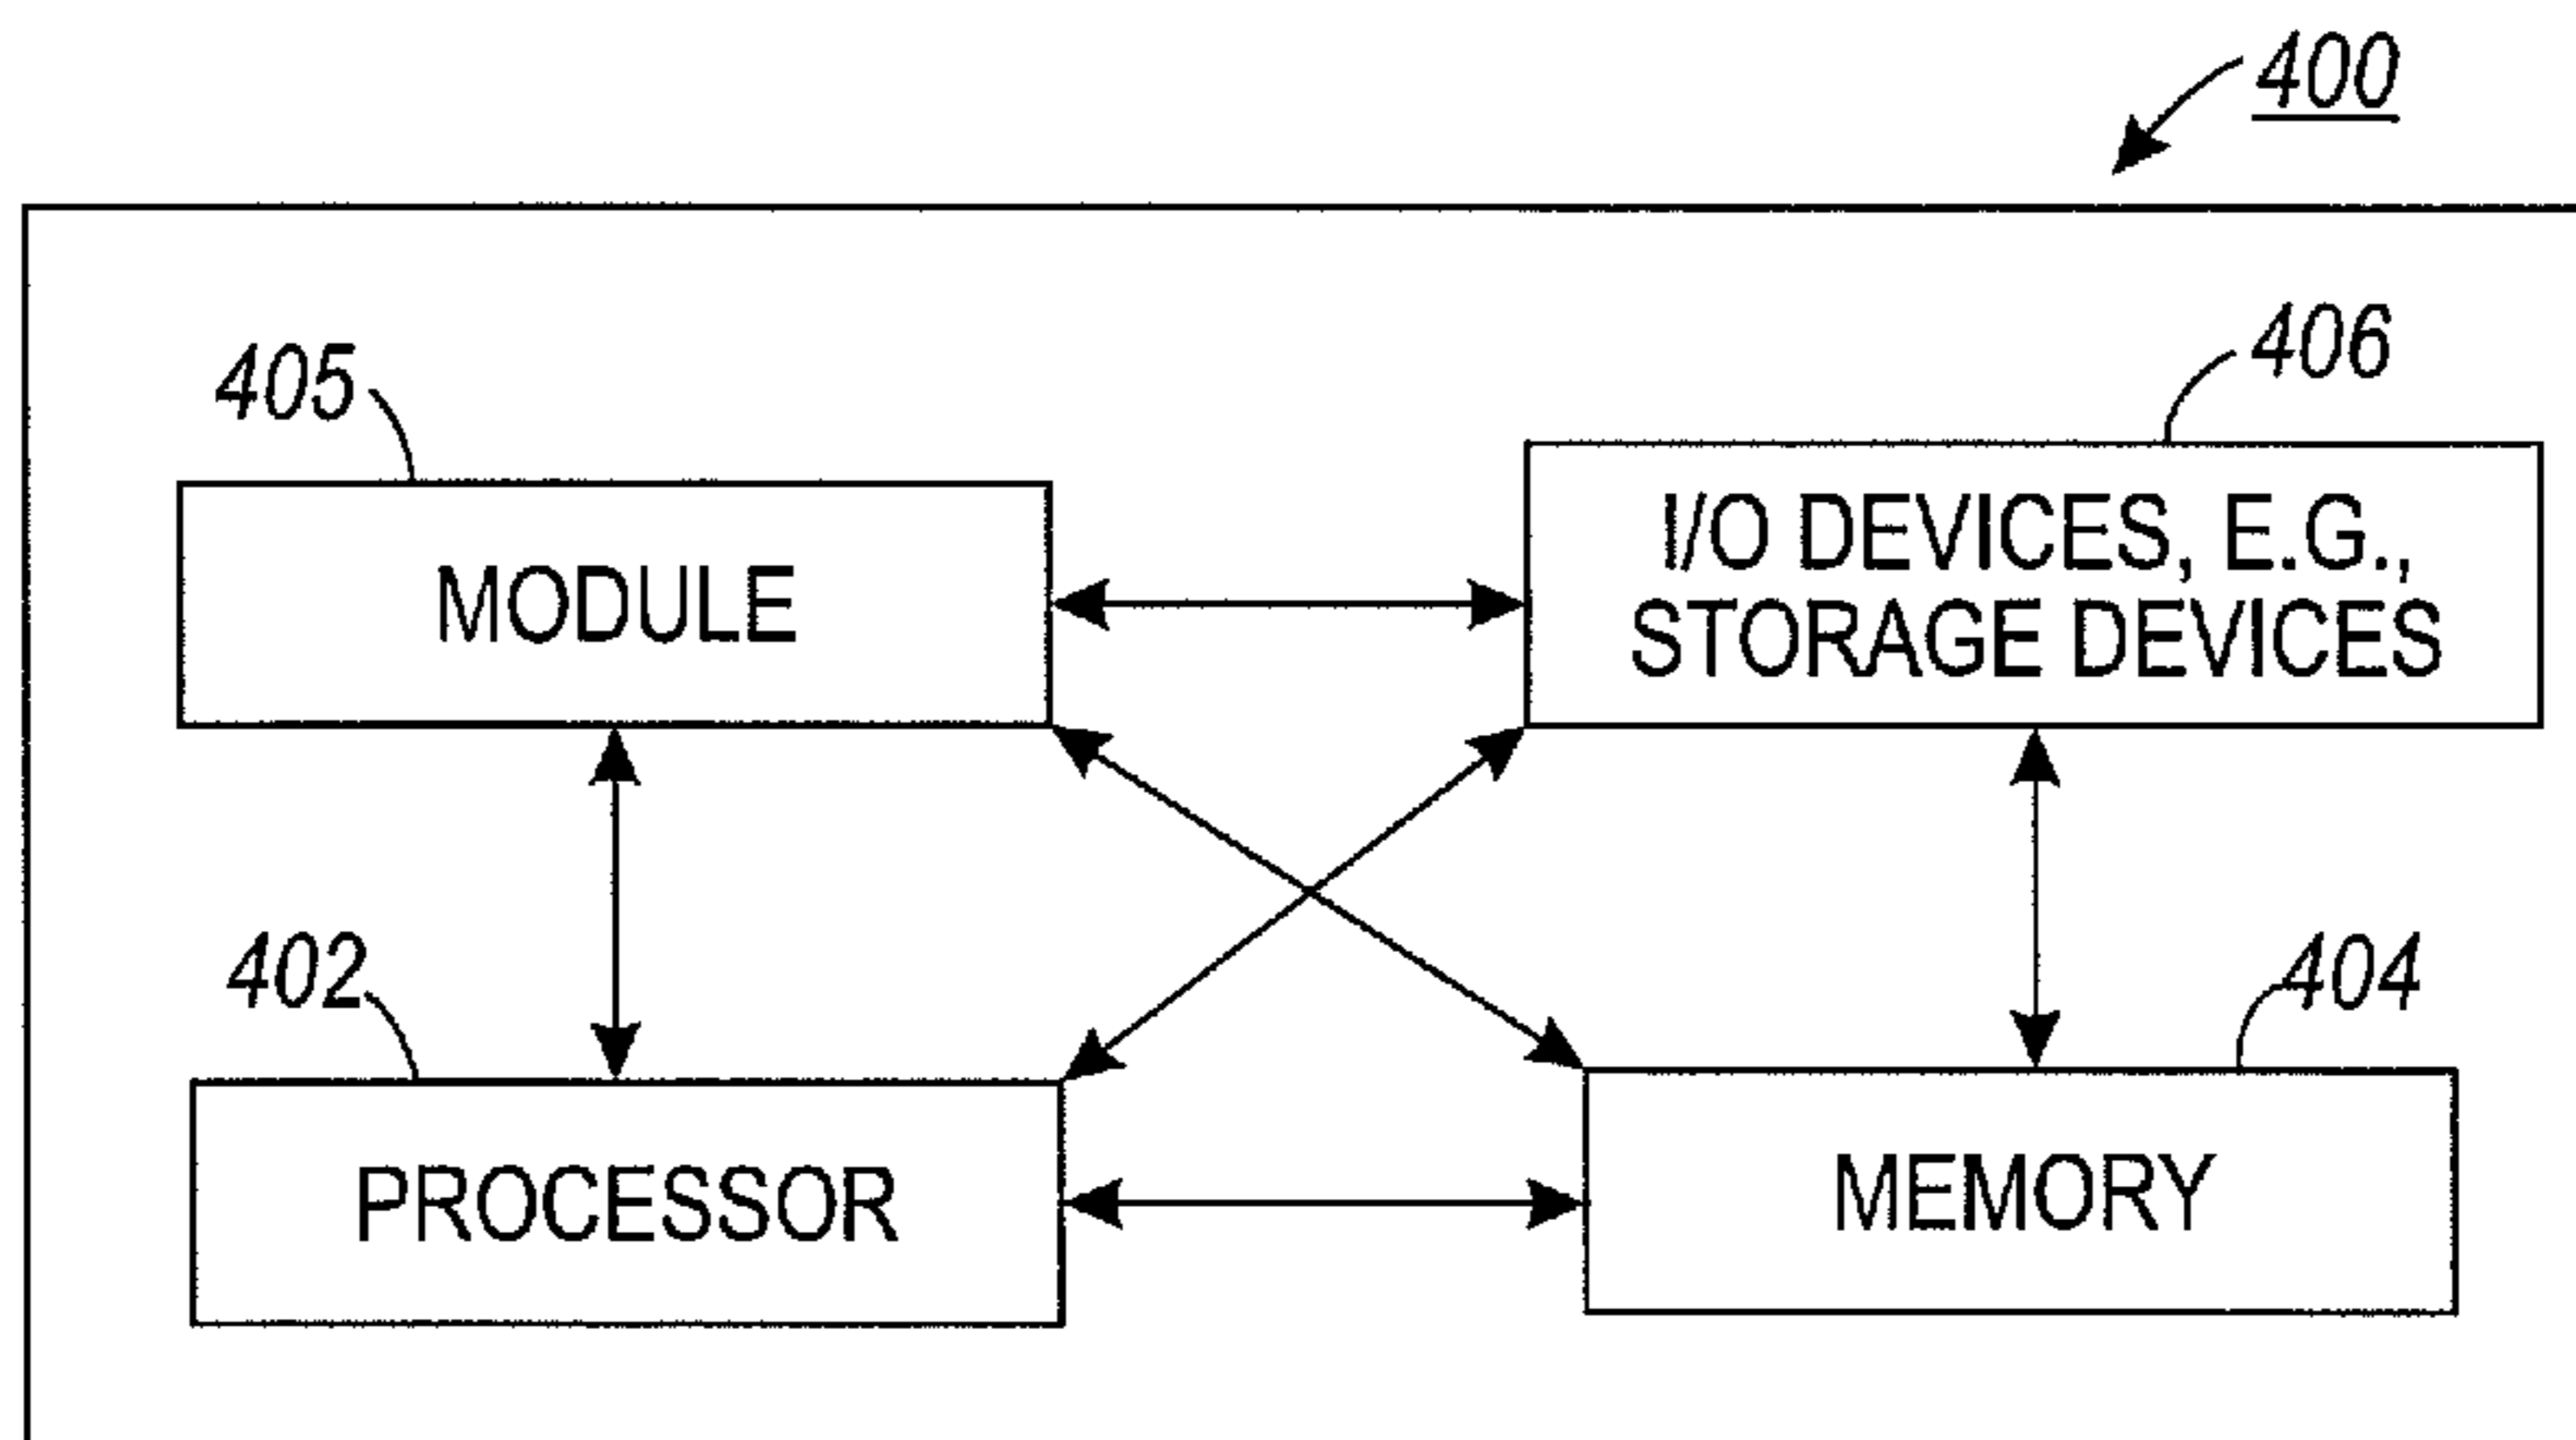 400
405
406
MODULE
I/O DEVICES, E.G.,
STORAGE DEVICES
402
404
PROCESSOR
MEMORY